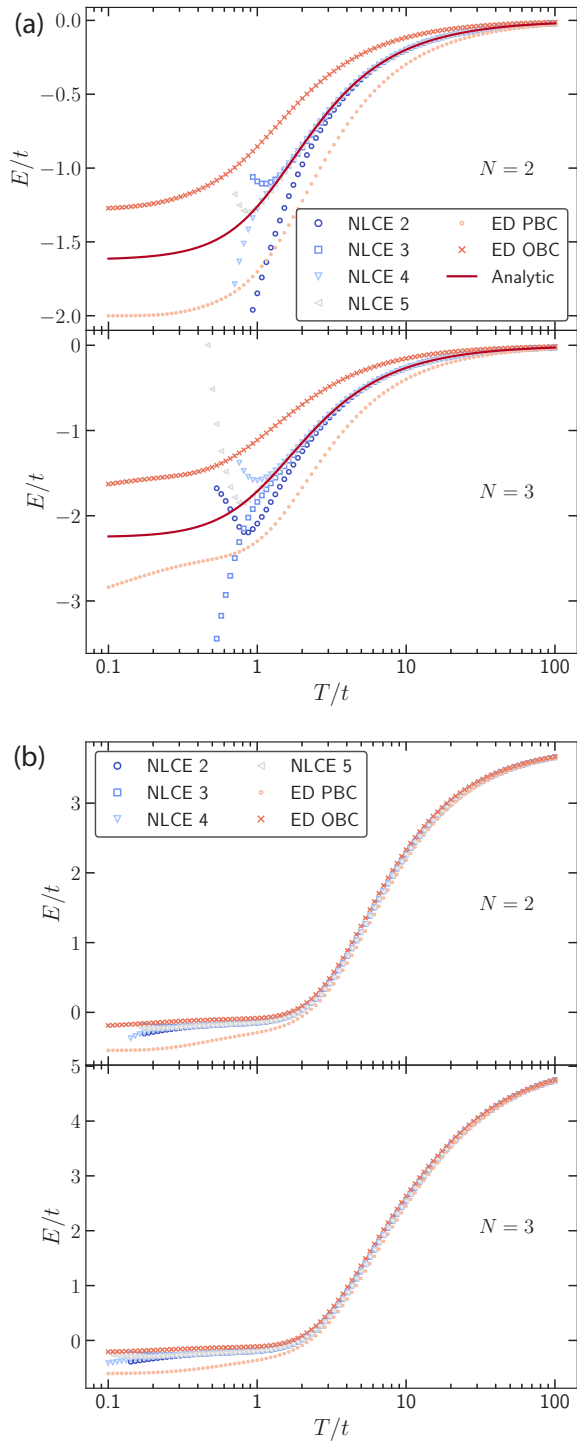 (a)
0.0
−0.5
−1.0
−1.5
−2.0
E/t
N = 2
NLCE 2
NLCE 3
NLCE 4
NLCE 5
ED PBC
ED OBC
Analytic
0
−1
−2
−3
E/t
N = 3
0.1 1 10 100
T/t
(b)
NLCE 2
NLCE 3
NLCE 4
NLCE 5
ED PBC
ED OBC
3
2
1
0
E/t
N = 2
5
5
4
3
2
1
0
E/t
N = 3
0.1 1 10 100
T/t